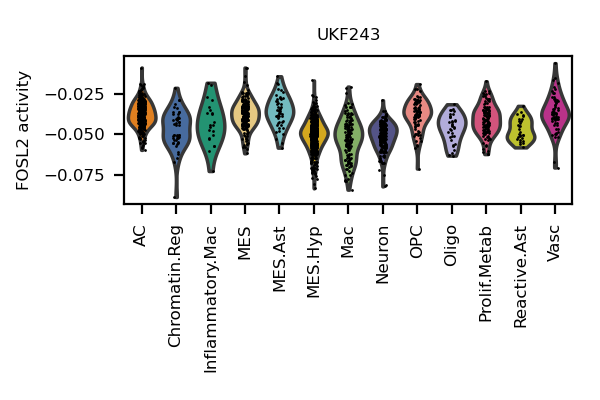 UKF243
FOSL2 activity
−0.025
−0.050
−0.075
AC
Chromatin.Reg
Inflammatory.Mac
MES
MES.Ast
MES.Hyp
Mac
Neuron
OPC
Oligo
Prolif.Metab
Reactive.Ast
Vasc